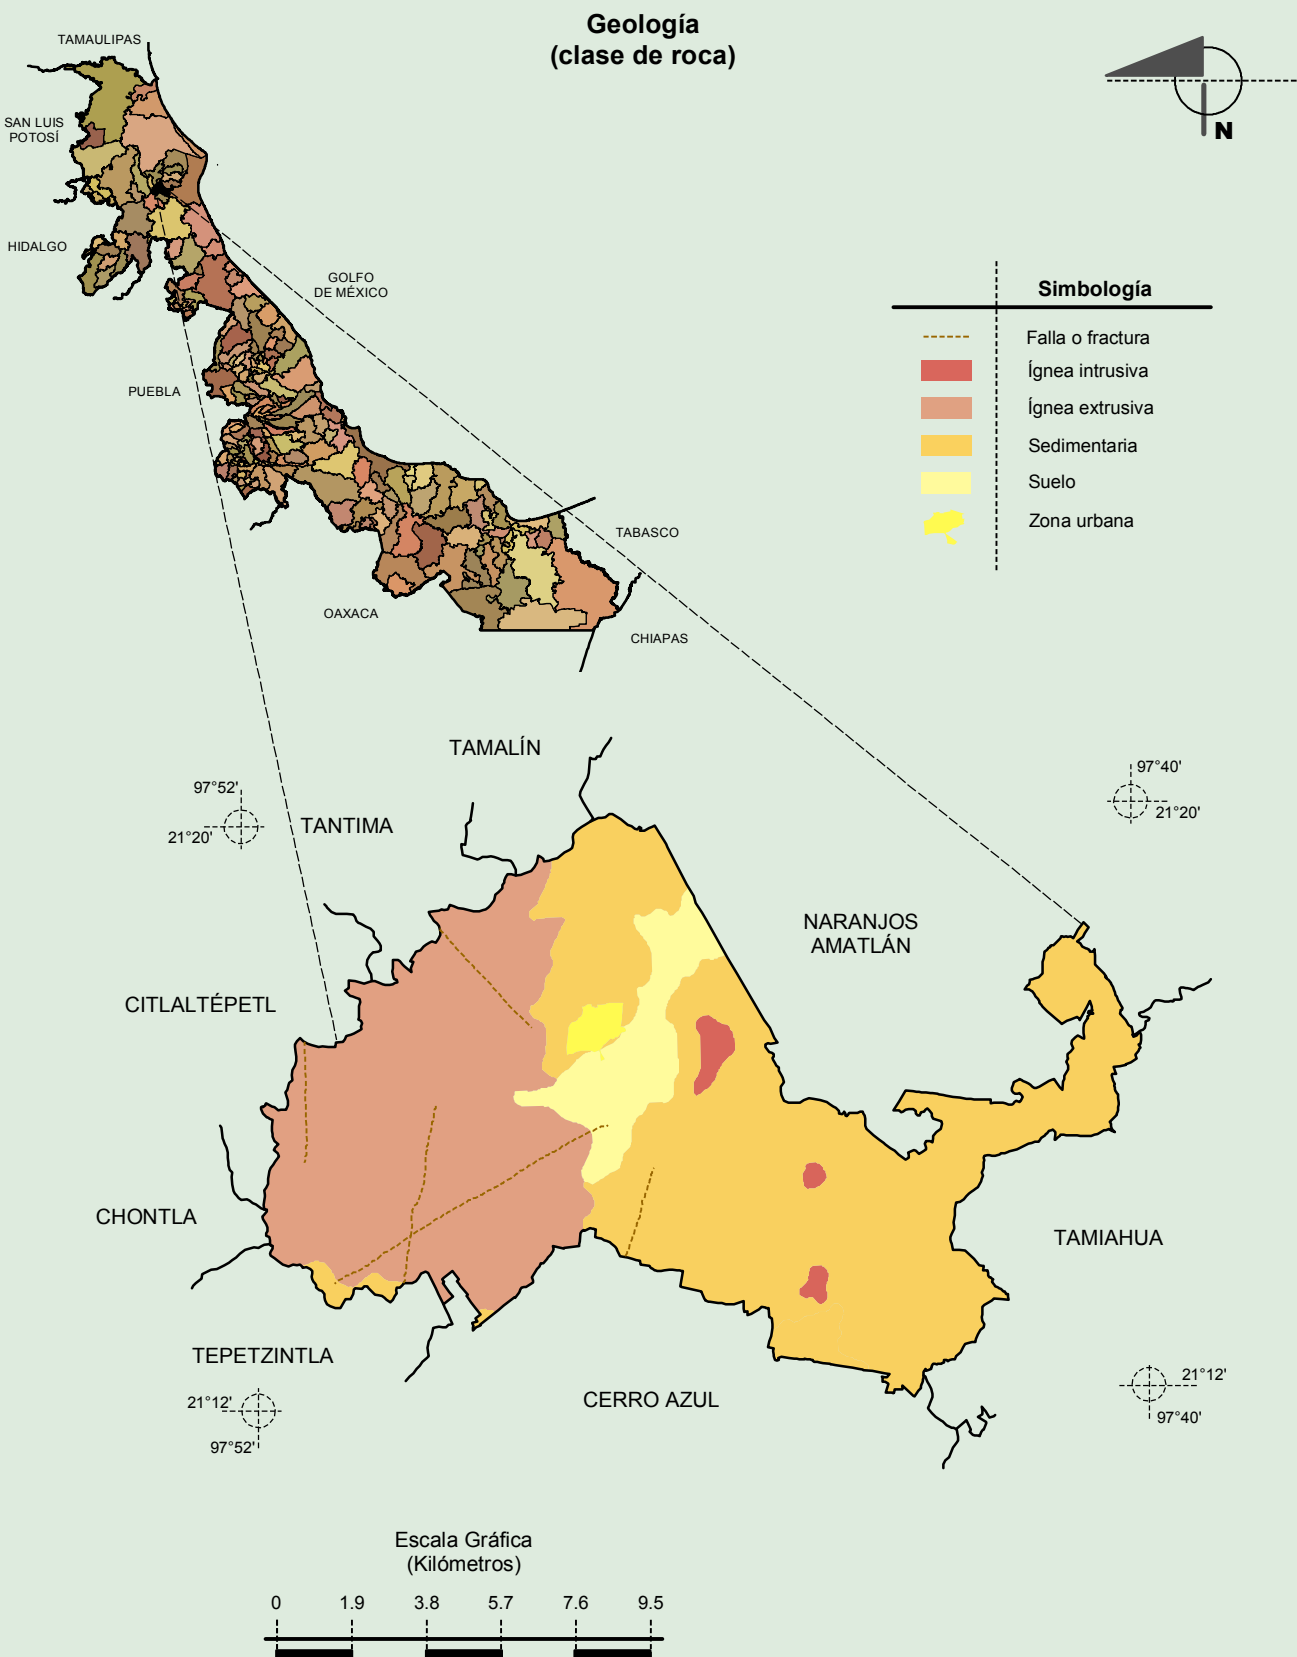 Geología
(clase de roca)
N
TAMAULIPAS
SAN LUIS
POTOSÍ
HIDALGO
GOLFO
DE MÉXICO
PUEBLA
TABASCO
OAXACA
CHIAPAS
Simbología
Falla o fractura
Ígnea intrusiva
Ígnea extrusiva
Sedimentaria
Suelo
Zona urbana
TAMALÍN
97°52'
21°20'
TANTIMA
97°40'
21°20'
NARANJOS
AMATLÁN
CITLALTÉPETL
CHONTLA
TAMIAHUA
TEPETZINTLA
CERRO AZUL
21°12'
97°52'
21°12'
97°40'
Escala Gráfica
(Kilómetros)
0 1.9 3.8 5.7 7.6 9.5